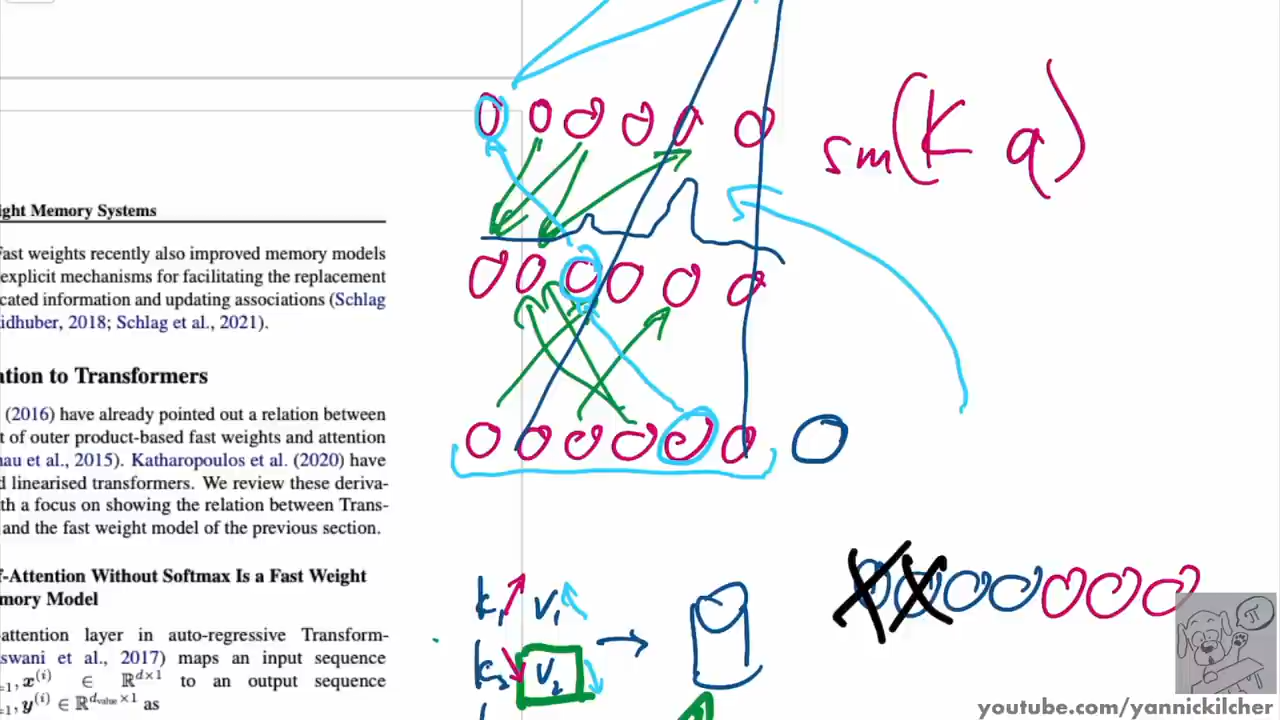 sm(K q)
ight Memory Systems
Fast weights recently also improved memory models
explicit mechanisms for facilitating the replacement
cated information and updating associations (Schlag
idhuber, 2018; Schlag et al., 2021).
ation to Transformers
(2016) have already pointed out a relation between
t of outer product-based fast weights and attention
nau et al., 2015). Katharopoulos et al. (2020) have
d linearised transformers. We review these deriva-
th a focus on showing the relation between Trans-
and the fast weight model of the previous section.
f-Attention Without Softmax Is a Fast Weight
mory Model
-attention layer in auto-regressive Transform-
swani et al., 2017) maps an input sequence
=1, x^(i) ∈ ℝ^d×1 to an output sequence
=1, y^(i) ∈ ℝ^d_value×1 as
k₁ v₁
k₂ v₂
π
youtube.com/yannickilcher